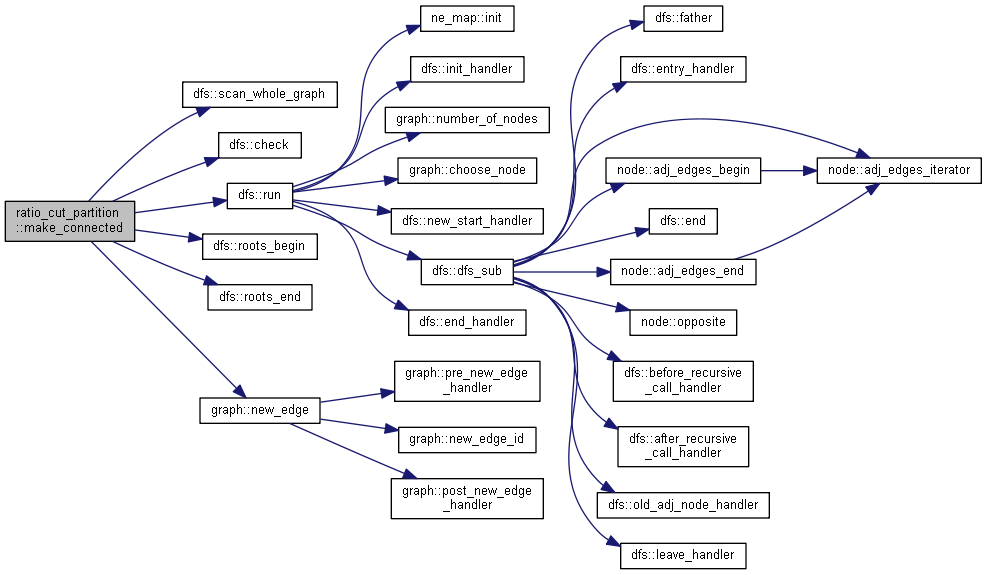 ratio_cut_partition
::make_connected
dfs::scan_whole_graph
dfs::check
dfs::run
dfs::roots_begin
dfs::roots_end
graph::new_edge
ne_map::init
dfs::init_handler
graph::number_of_nodes
graph::choose_node
dfs::new_start_handler
dfs::dfs_sub
dfs::end_handler
graph::pre_new_edge
_handler
graph::new_edge_id
graph::post_new_edge
_handler
dfs::father
dfs::entry_handler
node::adj_edges_begin
dfs::end
node::adj_edges_end
node::opposite
dfs::before_recursive
_call_handler
dfs::after_recursive
_call_handler
dfs::old_adj_node_handler
dfs::leave_handler
node::adj_edges_iterator